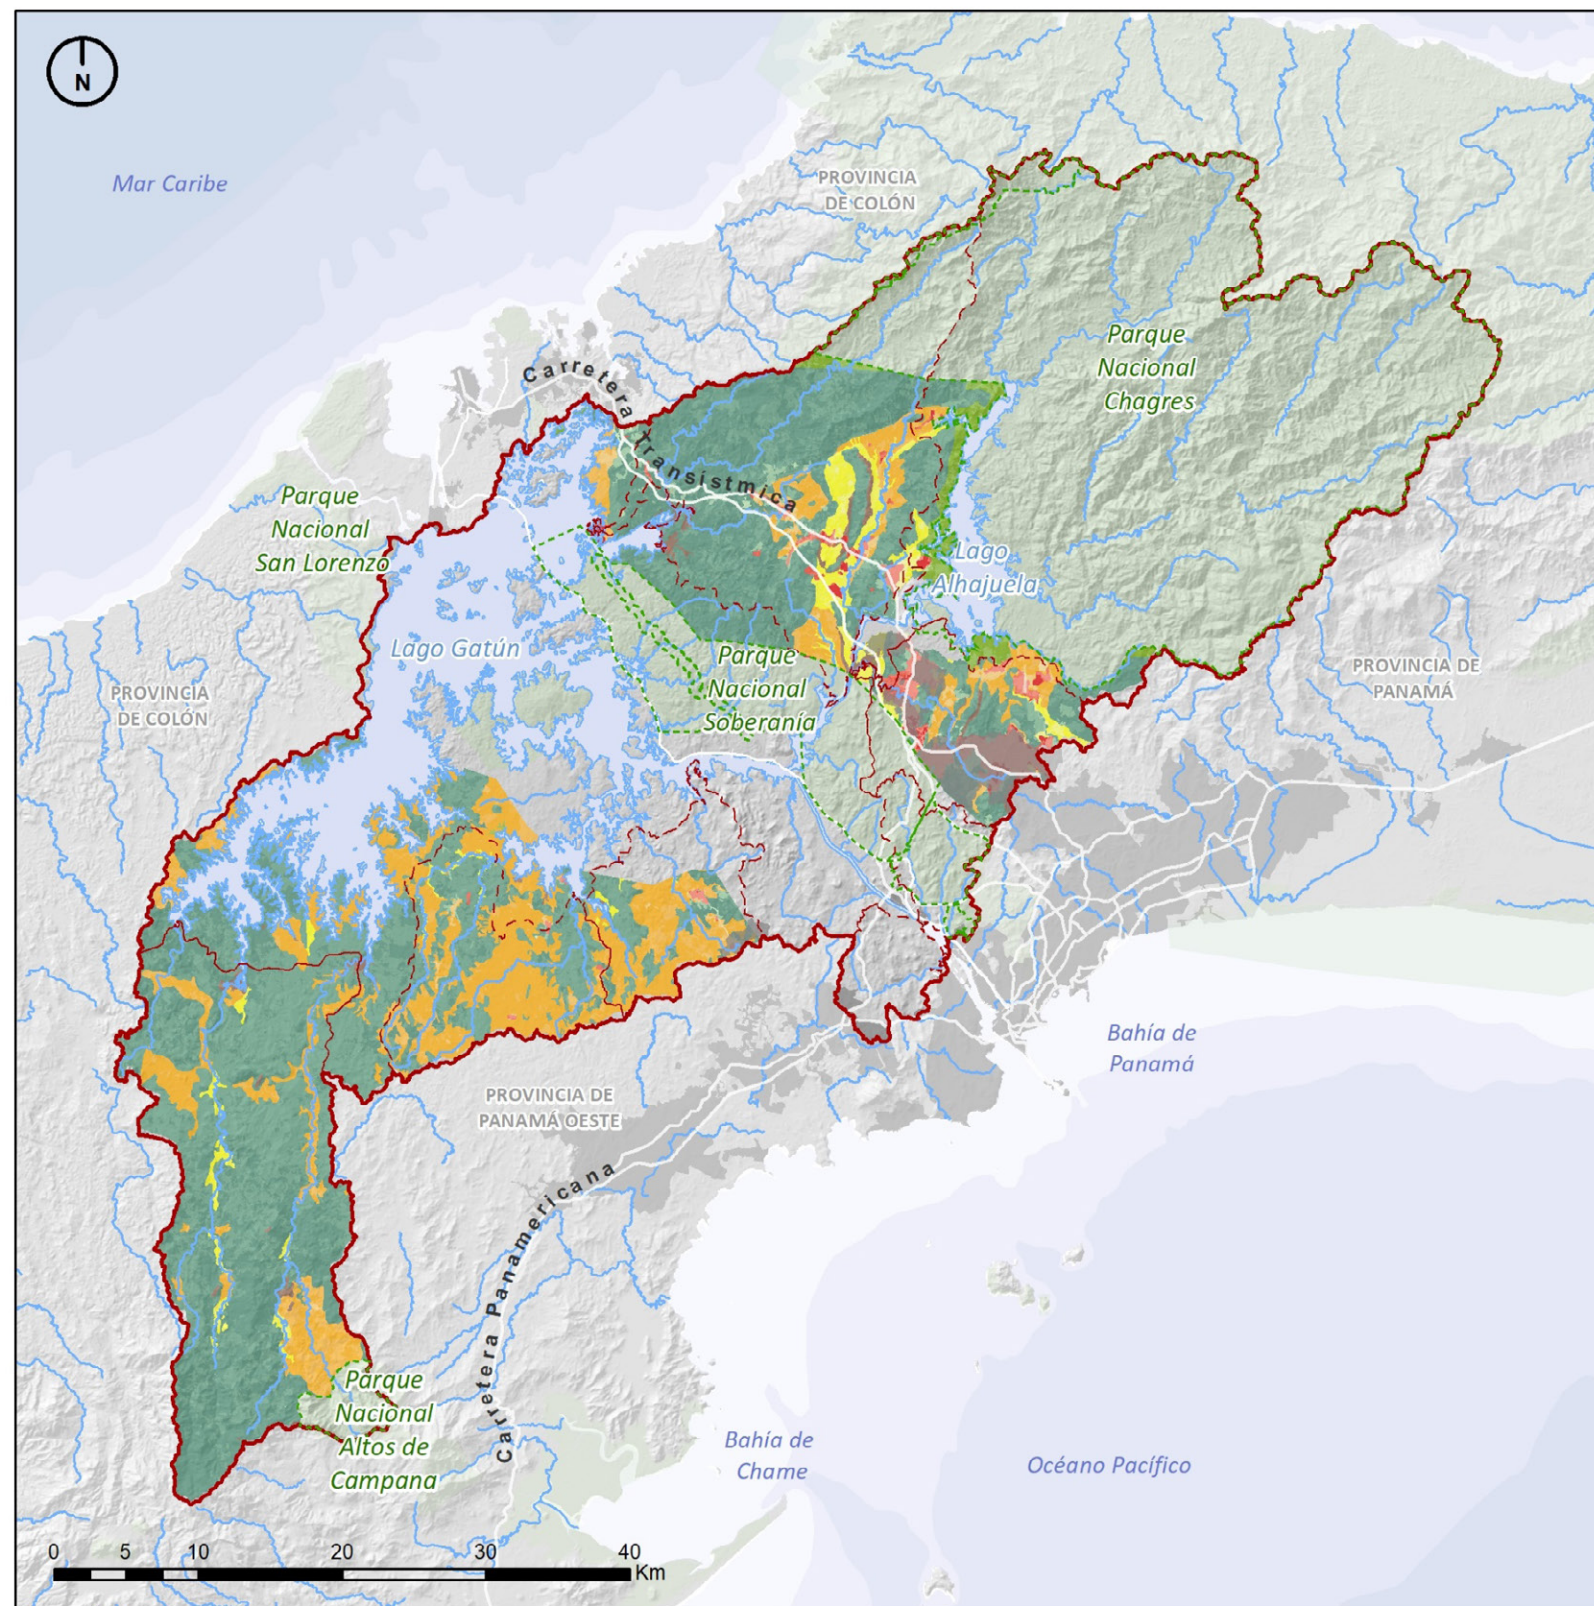 N
Mar Caribe
PROVINCIA
DE COLÓN
Parque
Nacional
Chagres
Carretera Transístmica
Parque
Nacional
San Lorenzo
Lago
Alhajuela
Lago Gatún
Parque
Nacional
Soberanía
PROVINCIA
DE COLÓN
PROVINCIA DE
PANAMÁ
Bahía de
Panamá
PROVINCIA DE
PANAMÁ OESTE
Carretera Panamericana
Parque
Nacional
Altos de
Campana
Bahía de
Chame
Océano Pacífico
0 5 10 20 30 40
Km